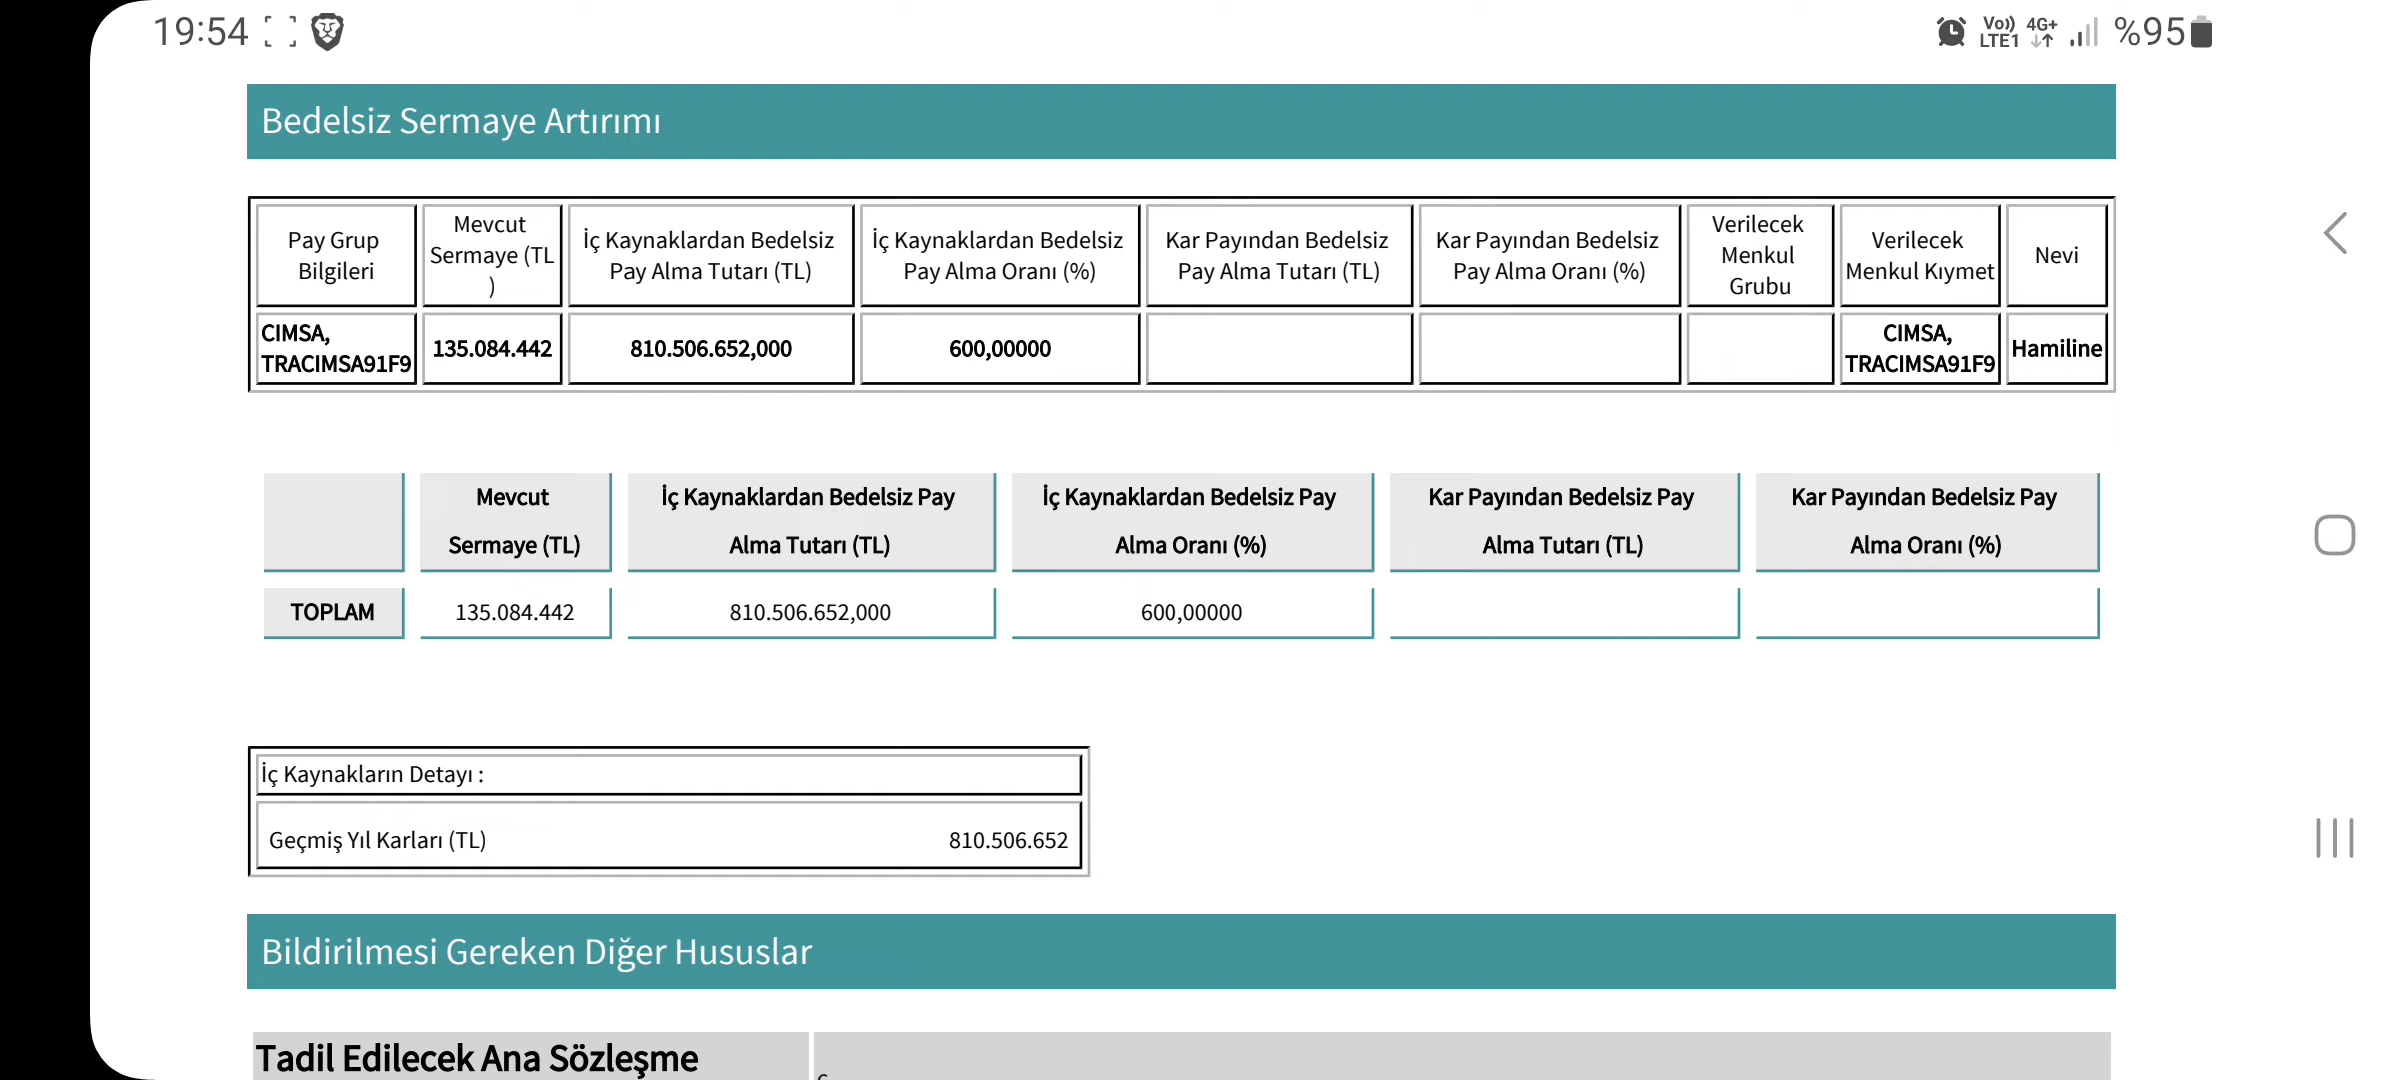 19:54
Vo)) 4G+ %95
LTE1
Bedelsiz Sermaye Artırımı
Pay Grup
Bilgileri
Mevcut
Sermaye (TL
)
İç Kaynaklardan Bedelsiz
Pay Alma Tutarı (TL)
İç Kaynaklardan Bedelsiz
Pay Alma Oranı (%)
Kar Payından Bedelsiz
Pay Alma Tutarı (TL)
Kar Payından Bedelsiz
Pay Alma Oranı (%)
Verilecek
Menkul
Grubu
Verilecek
Menkul Kıymet
Nevi
CIMSA,
TRACIMSA91F9
135.084.442
810.506.652,000
600,00000
CIMSA,
TRACIMSA91F9
Hamiline
Mevcut
Sermaye (TL)
İç Kaynaklardan Bedelsiz Pay
Alma Tutarı (TL)
İç Kaynaklardan Bedelsiz Pay
Alma Oranı (%)
Kar Payından Bedelsiz Pay
Alma Tutarı (TL)
Kar Payından Bedelsiz Pay
Alma Oranı (%)
TOPLAM
135.084.442
810.506.652,000
600,00000
İç Kaynakların Detayı :
Geçmiş Yıl Karları (TL)
810.506.652
Bildirilmesi Gereken Diğer Hususlar
Tadil Edilecek Ana Sözleşme